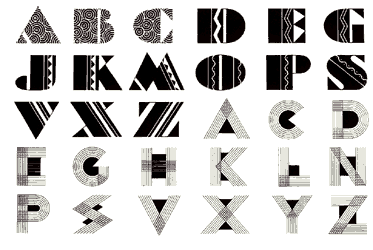 A B C D E G
J K M O P S
V X Z A C D
E G H K L N
P S V X Y Z